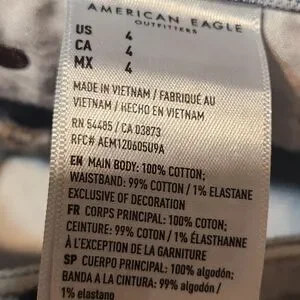 AMERICAN EAGLE
OUTFITTERS
US 4
CA 4
MX 4
MADE IN VIETNAM / FABRIQUÉ AU
VIETNAM / HECHO EN VIETNAM
RN 54485 / CA 03873
RFC# AEM120605U9A
EN MAIN BODY: 100% COTTON;
WAISTBAND: 99% COTTON / 1% ELASTANE
EXCLUSIVE OF DECORATION
FR CORPS PRINCIPAL: 100% COTON;
CEINTURE: 99% COTON / 1% ÉLASTHANNE
À L'EXCEPTION DE LA GARNITURE
SP CUERPO PRINCIPAL: 100% algodón;
BANDA A LA CINTURA: 99% algodón /
1% elastano